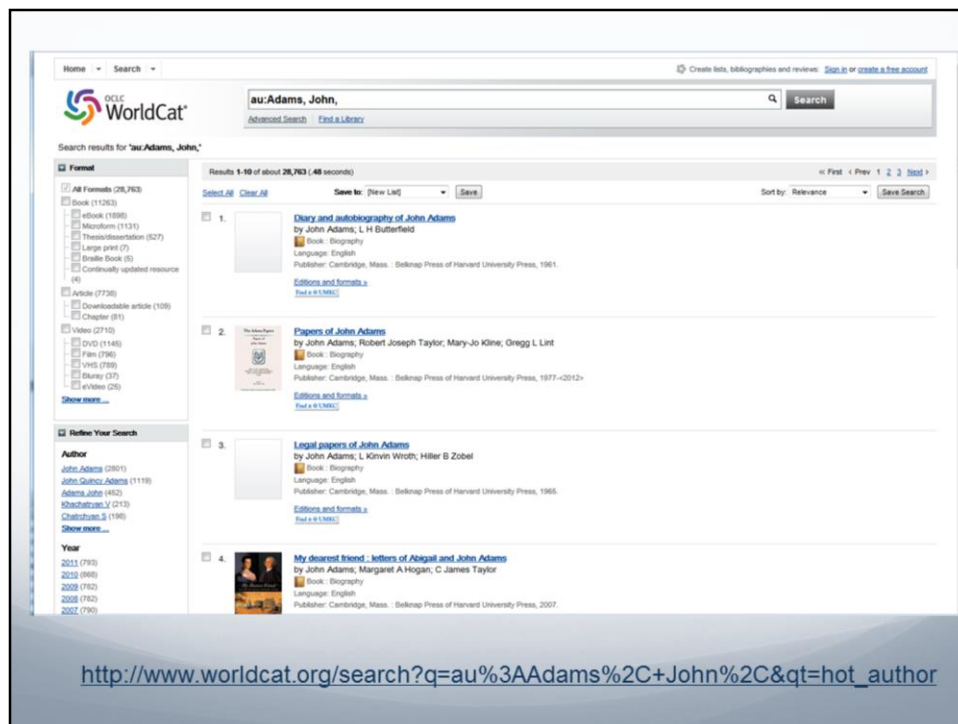 Home Search
Create lists, bibliographies and reviews: Sign in or create a free account
OCLC
WorldCat®
au:Adams, John,
Search
Advanced Search Find a Library
Search results for 'au:Adams, John,'
Format
All Formats (28,763)
Book (11263)
eBook (1898)
Microform (1131)
Thesis/dissertation (527)
Large print (7)
Braille Book (5)
Continually updated resource
(4)
Article (7738)
Downloadable article (109)
Chapter (81)
Video (2710)
DVD (1145)
Film (796)
VHS (789)
Bluray (37)
eVideo (25)
Show more ...
Refine Your Search
Author
John Adams (2801)
John Quincy Adams (1119)
Adams John (452)
Khachatryan V (213)
Chatrchyan S (198)
Show more ...
Year
2011 (793)
2010 (868)
2009 (782)
2008 (782)
2007 (790)
Results 1-10 of about 28,763 (.48 seconds)
« First < Prev 1 2 3 Next >
Select All Clear All
Save to: [New List] Save
Sort by: Relevance Save Search
1.
Diary and autobiography of John Adams
by John Adams; L H Butterfield
Book : Biography
Language: English
Publisher: Cambridge, Mass. : Belknap Press of Harvard University Press, 1961.
Editions and formats »
Find it @ UMKC
2.
Papers of John Adams
by John Adams; Robert Joseph Taylor; Mary-Jo Kline; Gregg L Lint
Book : Biography
Language: English
Publisher: Cambridge, Mass. : Belknap Press of Harvard University Press, 1977-<2012>
Editions and formats »
Find it @ UMKC
3.
Legal papers of John Adams
by John Adams; L Kinvin Wroth; Hiller B Zobel
Book : Biography
Language: English
Publisher: Cambridge, Mass. : Belknap Press of Harvard University Press, 1965.
Editions and formats »
Find it @ UMKC
4.
My dearest friend : letters of Abigail and John Adams
by John Adams; Margaret A Hogan; C James Taylor
Book : Biography
Language: English
Publisher: Cambridge, Mass. : Belknap Press of Harvard University Press, 2007.
http://www.worldcat.org/search?q=au%3AAdams%2C+John%2C&qt=hot_author